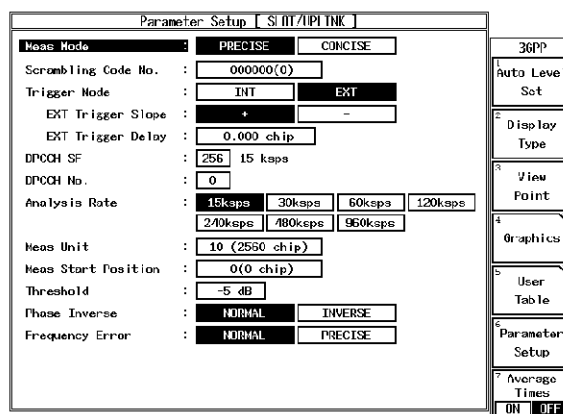 Parameter Setup [ SLOT/UPLINK ]
Meas Mode : PRECISE CONCISE
Scrambling Code No. : 000000(0)
Trigger Mode : INT EXT
EXT Trigger Slope : + -
EXT Trigger Delay : 0.000 chip
DPCCH SF : 256 15 ksps
DPCCH No. : 0
Analysis Rate : 15ksps 30ksps 60ksps 120ksps
240ksps 480ksps 960ksps
Meas Unit : 10 (2560 chip)
Meas Start Position : 0(0 chip)
Threshold : -5 dB
Phase Inverse : NORMAL INVERSE
Frequency Error : NORMAL PRECISE
3GPP
1
Auto Leve
Set
2
Display
Type
3
View
Point
4
Graphics
5
User
Table
6
Parameter
Setup
7
Average
Times
ON OFF